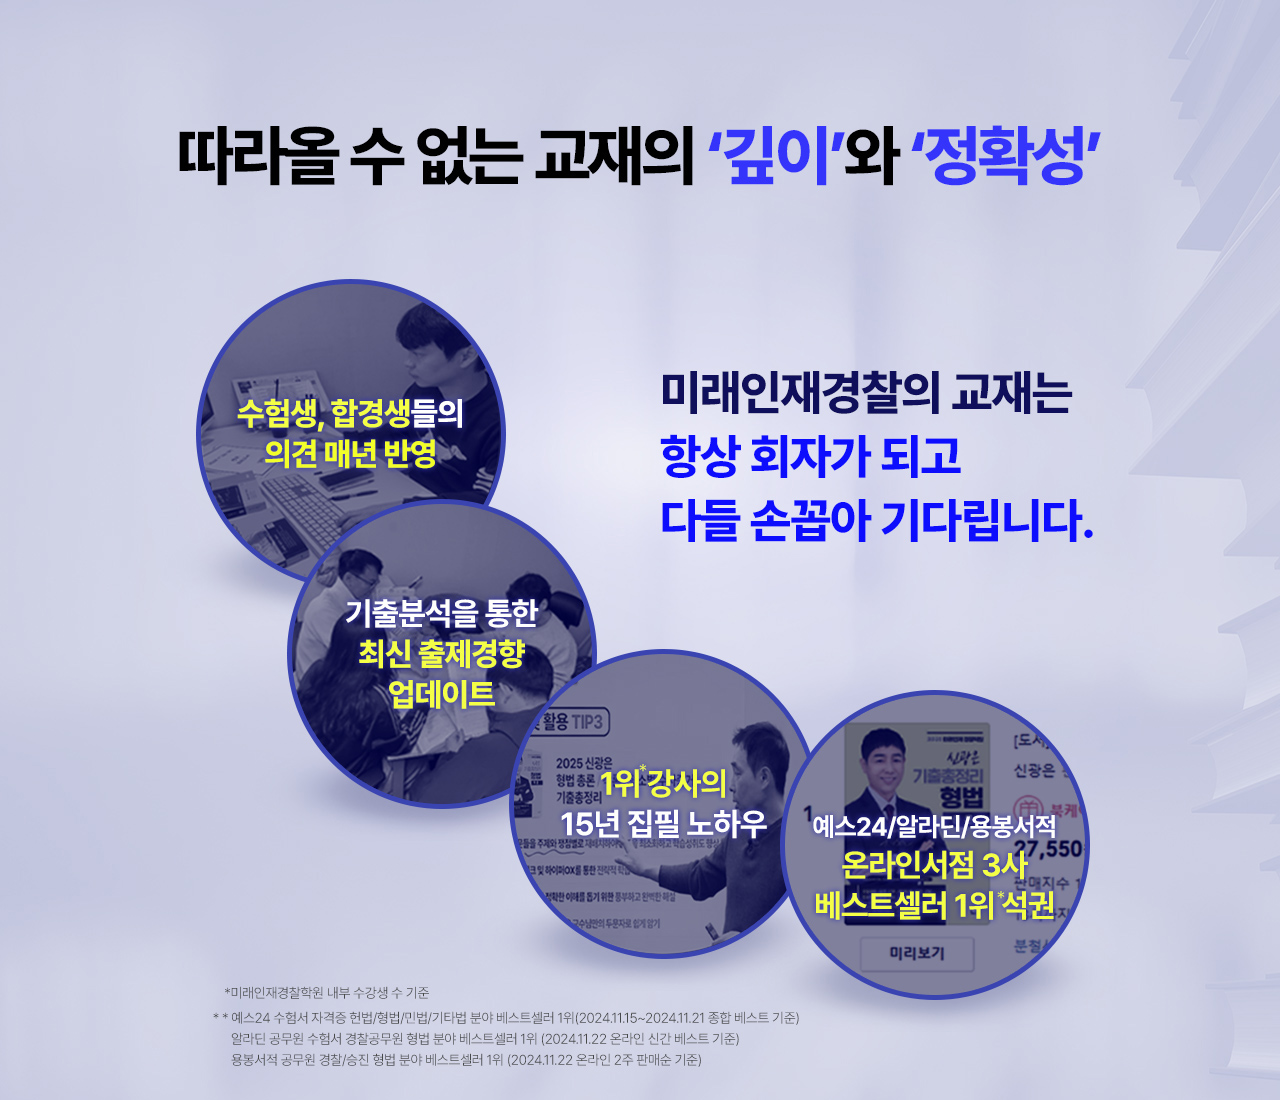 따라올 수 없는 교재의 ‘깊이’와 ‘정확성’
미래인재경찰의 교재는
항상 회자가 되고
다들 손꼽아 기다립니다.
수험생, 합경생들의
의견 매년 반영
기출분석을 통한
최신 출제경향
업데이트
활용 TIP3
2025 신광은
형법 총론
기출총정리
1위*강사의
15년 집필 노하우
신광은
기출총정리
형법
[도서]
신광은
1
북케
27,550
판매지수 1
예스24/알라딘/용봉서적
온라인서점 3사
베스트셀러 1위*석권
미리보기
*미래인재경찰학원 내부 수강생 수 기준
* * 예스24 수험서 자격증 헌법/형법/민법/기타법 분야 베스트셀러 1위(2024.11.15~2024.11.21 종합 베스트 기준)
알라딘 공무원 수험서 경찰공무원 형법 분야 베스트셀러 1위 (2024.11.22 온라인 신간 베스트 기준)
용봉서적 공무원 경찰/승진 형법 분야 베스트셀러 1위 (2024.11.22 온라인 2주 판매순 기준)